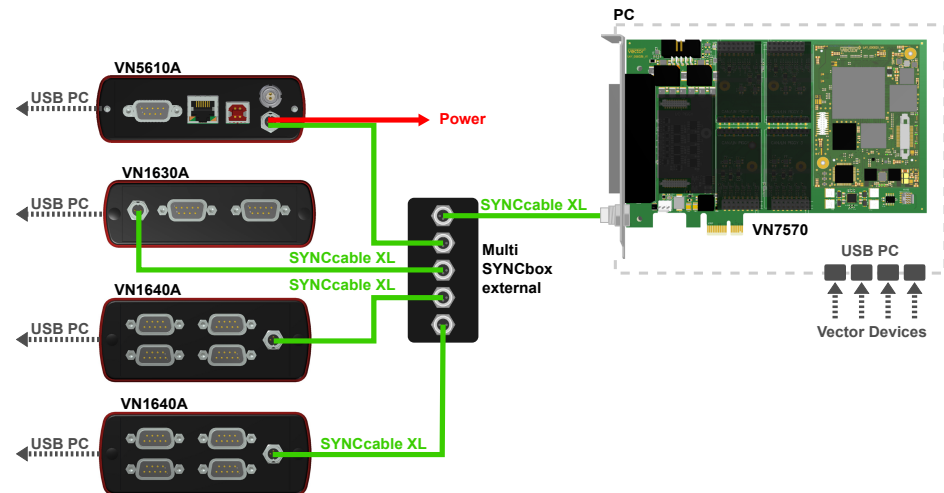 PC
VN5610A
USB PC
Power
VN1630A
USB PC
SYNCcable XL
VN7570
SYNCcable XL
Multi
SYNCbox
external
USB PC
SYNCcable XL
VN1640A
USB PC
Vector Devices
VN1640A
USB PC
SYNCcable XL